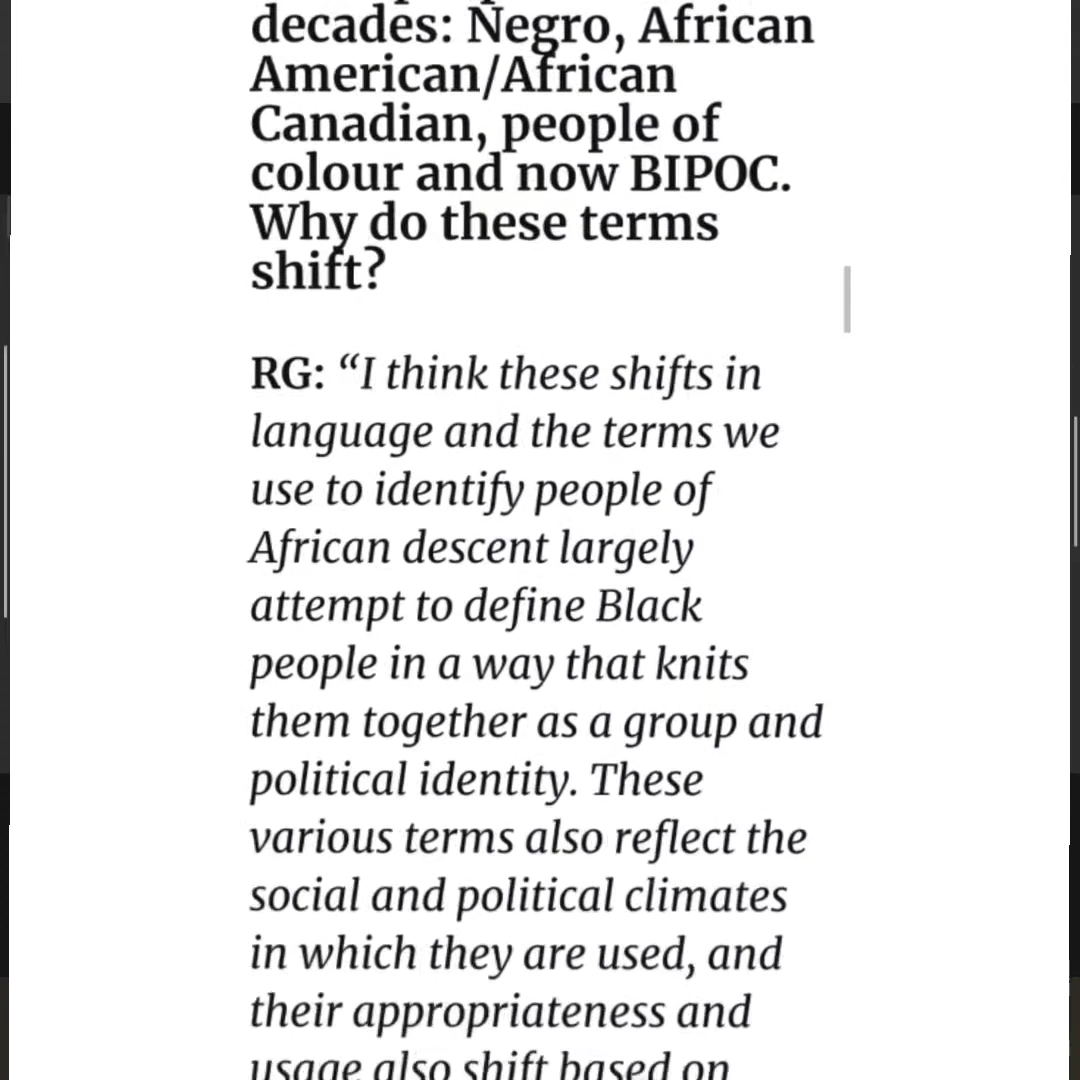 decades: Negro, African
American/African
Canadian, people of
colour and now BIPOC.
Why do these terms
shift?
RG: “I think these shifts in
language and the terms we
use to identify people of
African descent largely
attempt to define Black
people in a way that knits
them together as a group and
political identity. These
various terms also reflect the
social and political climates
in which they are used, and
their appropriateness and
usage also shift based on